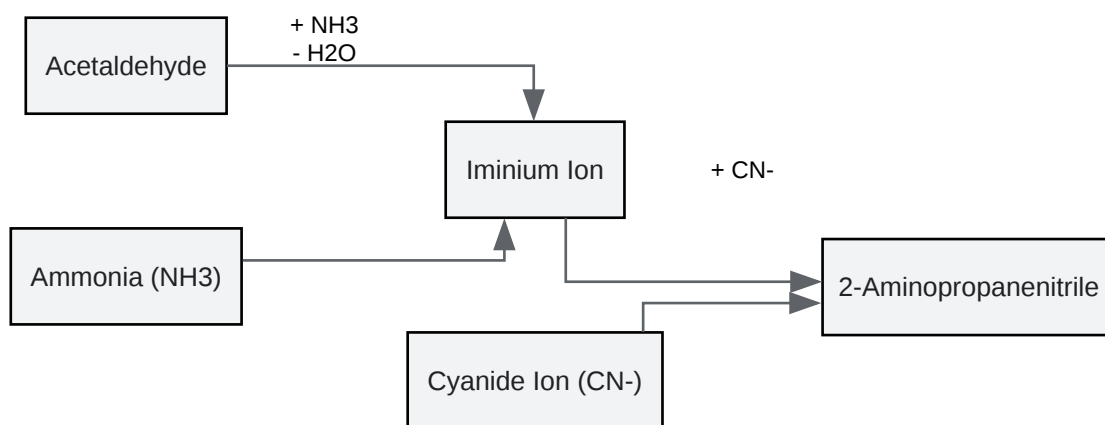 + NH3
- H2O
Acetaldehyde
Iminium Ion
+ CN-
Ammonia (NH3)
2-Aminopropanenitrile
Cyanide Ion (CN-)